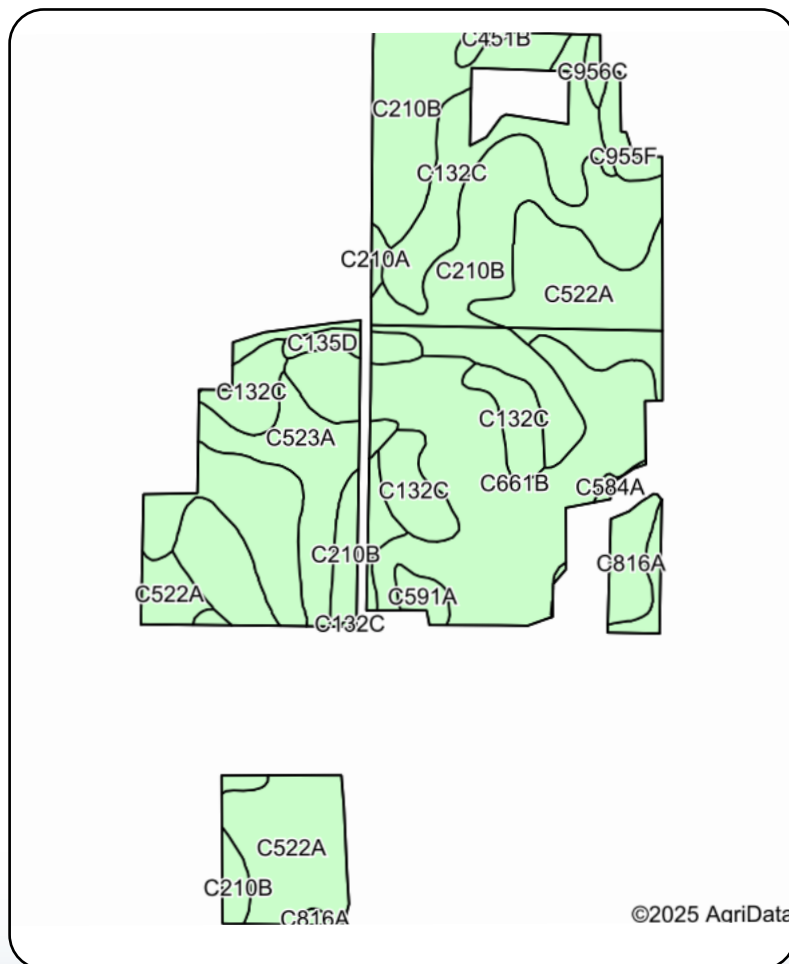 C451B
C956C
C210B
C955F
C132C
C210A
C210B
C522A
C135D
C132C
C132C
C523A
C661B
C584A
C132C
C210B
C816A
C522A
C591A
C132C
C522A
C210B
C816A
©2025 AgriData